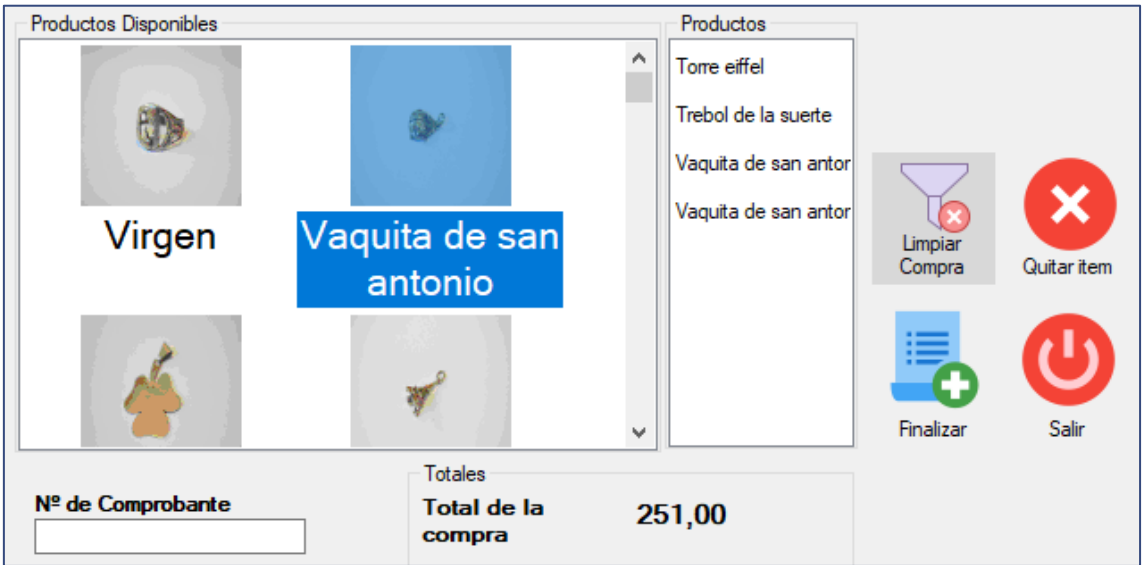 Productos Disponibles
Virgen
Vaquita de san
antonio
Productos
Torre eiffel
Trebol de la suerte
Vaquita de san antor
Vaquita de san antor
Limpiar
Compra
Quitar item
Finalizar
Salir
Nº de Comprobante
Totales
Total de la
compra
251,00